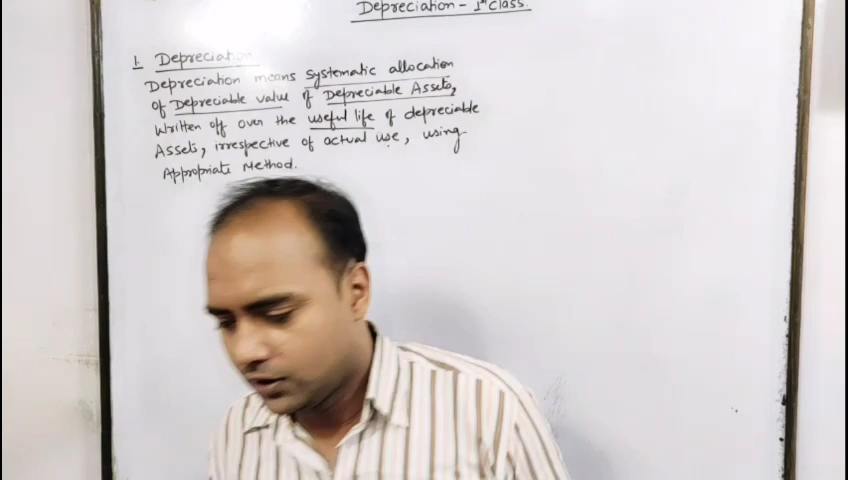 Depreciation - 1st Class.
1. Depreciation
Depreciation means systematic allocation
of Depreciable value of Depreciable Assets,
Written off over the useful life of depreciable
Assets, irrespective of actual use, using
Appropriate Method.